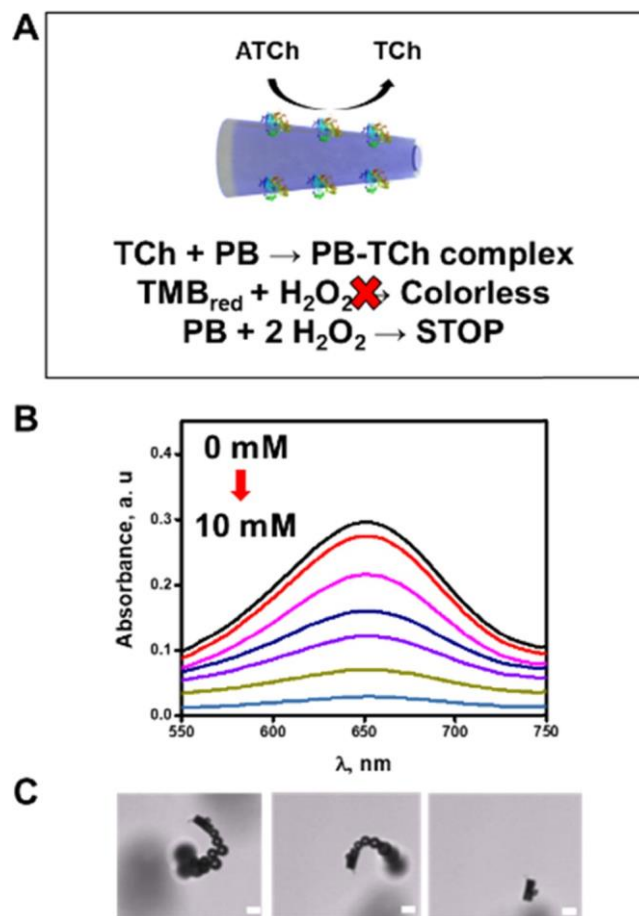 A
ATCh TCh
TCh + PB → PB-TCh complex
TMBred + H2O2 → Colorless
PB + 2 H2O2 → STOP
B
0 mM
10 mM
Absorbance, a. u
0.4
0.3
0.2
0.1
0.0
550 600 650 700 750
λ, nm
C